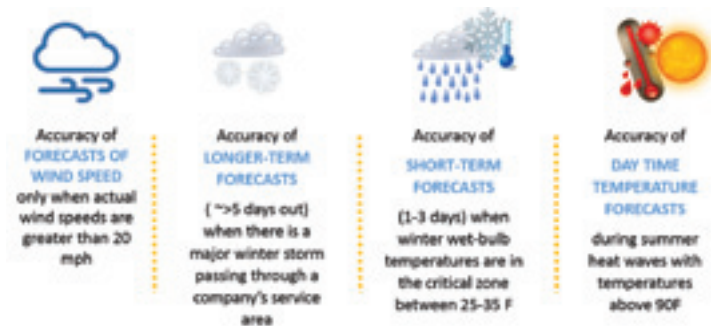 Accuracy of
FORECASTS OF
WIND SPEED
only when actual
wind speeds are
greater than 20
mph
Accuracy of
LONGER-TERM
FORECASTS
( ~>5 days out)
when there is a
major winter storm
passing through a
company's service
area
Accuracy of
SHORT-TERM
FORECASTS
(1-3 days) when
winter wet-bulb
temperatures are in
the critical zone
between 25-35 F
Accuracy of
DAY TIME
TEMPERATURE
FORECASTS
during summer
heat waves with
temperatures
above 90F